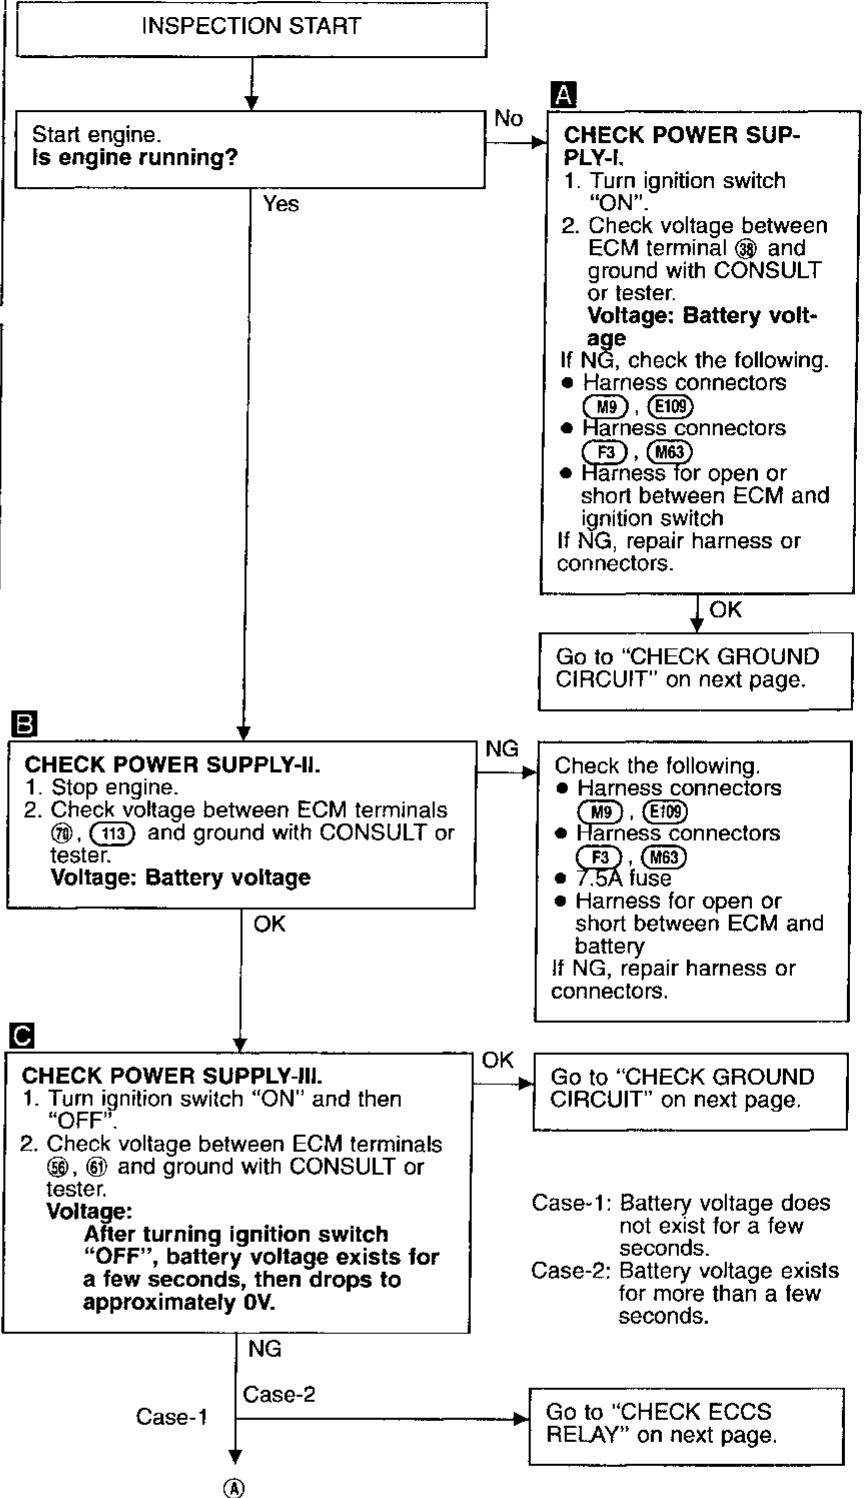 INSPECTION START
Start engine.
Is engine running?
No
Yes
A
CHECK POWER SUP-
PLY-I.
1. Turn ignition switch
“ON”.
2. Check voltage between
ECM terminal 38 and
ground with CONSULT
or tester.
Voltage: Battery volt-
age
If NG, check the following.
● Harness connectors
M9 , E109
● Harness connectors
F3 , M63
● Harness for open or
short between ECM and
ignition switch
If NG, repair harness or
connectors.
OK
Go to “CHECK GROUND
CIRCUIT” on next page.
B
CHECK POWER SUPPLY-II.
1. Stop engine.
2. Check voltage between ECM terminals
70 , 113 and ground with CONSULT or
tester.
Voltage: Battery voltage
NG
Check the following.
● Harness connectors
M9 , E109
● Harness connectors
F3 , M63
● 7.5A fuse
● Harness for open or
short between ECM and
battery
If NG, repair harness or
connectors.
OK
C
CHECK POWER SUPPLY-III.
1. Turn ignition switch “ON” and then
“OFF”.
2. Check voltage between ECM terminals
56 , 61 and ground with CONSULT or
tester.
Voltage:
After turning ignition switch
“OFF”, battery voltage exists for
a few seconds, then drops to
approximately 0V.
OK
Go to “CHECK GROUND
CIRCUIT” on next page.
Case-1: Battery voltage does
not exist for a few
seconds.
Case-2: Battery voltage exists
for more than a few
seconds.
NG
Case-2
Case-1
Go to “CHECK ECCS
RELAY” on next page.
Ⓐ